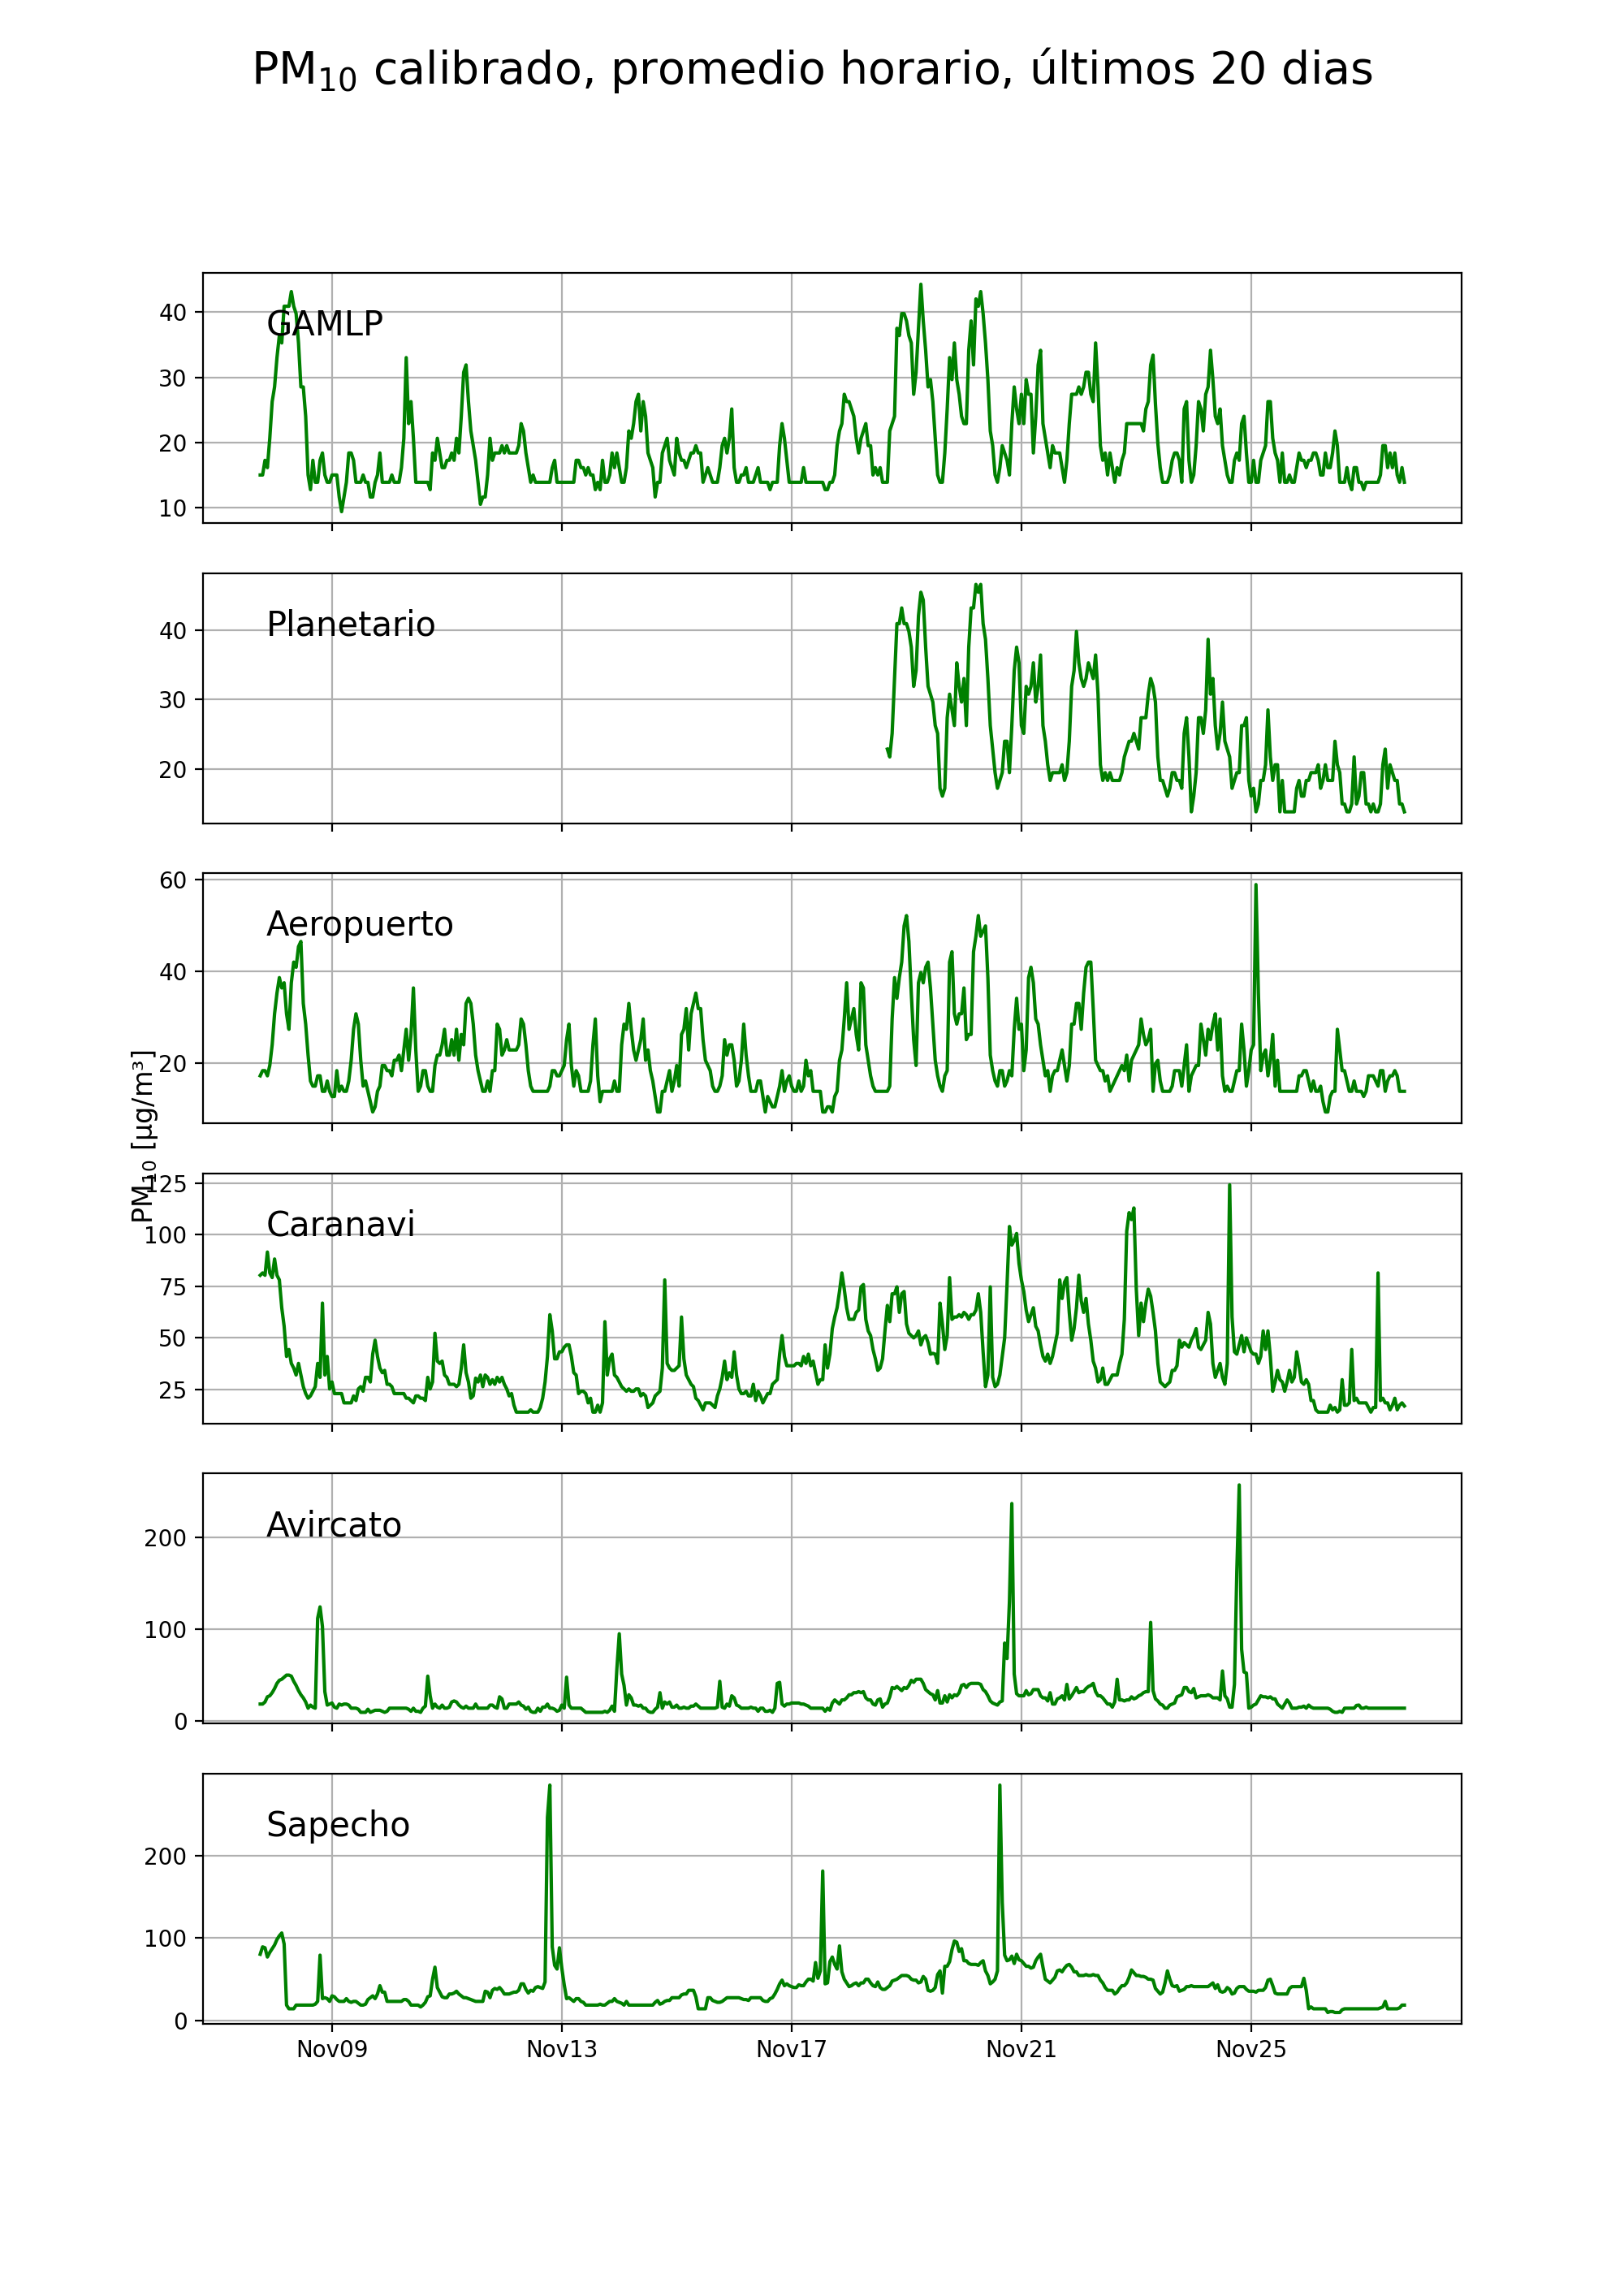 PM₁₀ calibrado, promedio horario, últimos 20 dias
GAMLP
40
30
20
10
Planetario
40
30
20
Aeropuerto
60
40
20
PM₁₀ [µg/m³]
Caranavi
125
100
75
50
25
Avircato
200
100
0
Sapecho
200
100
0
Nov09 Nov13 Nov17 Nov21 Nov25